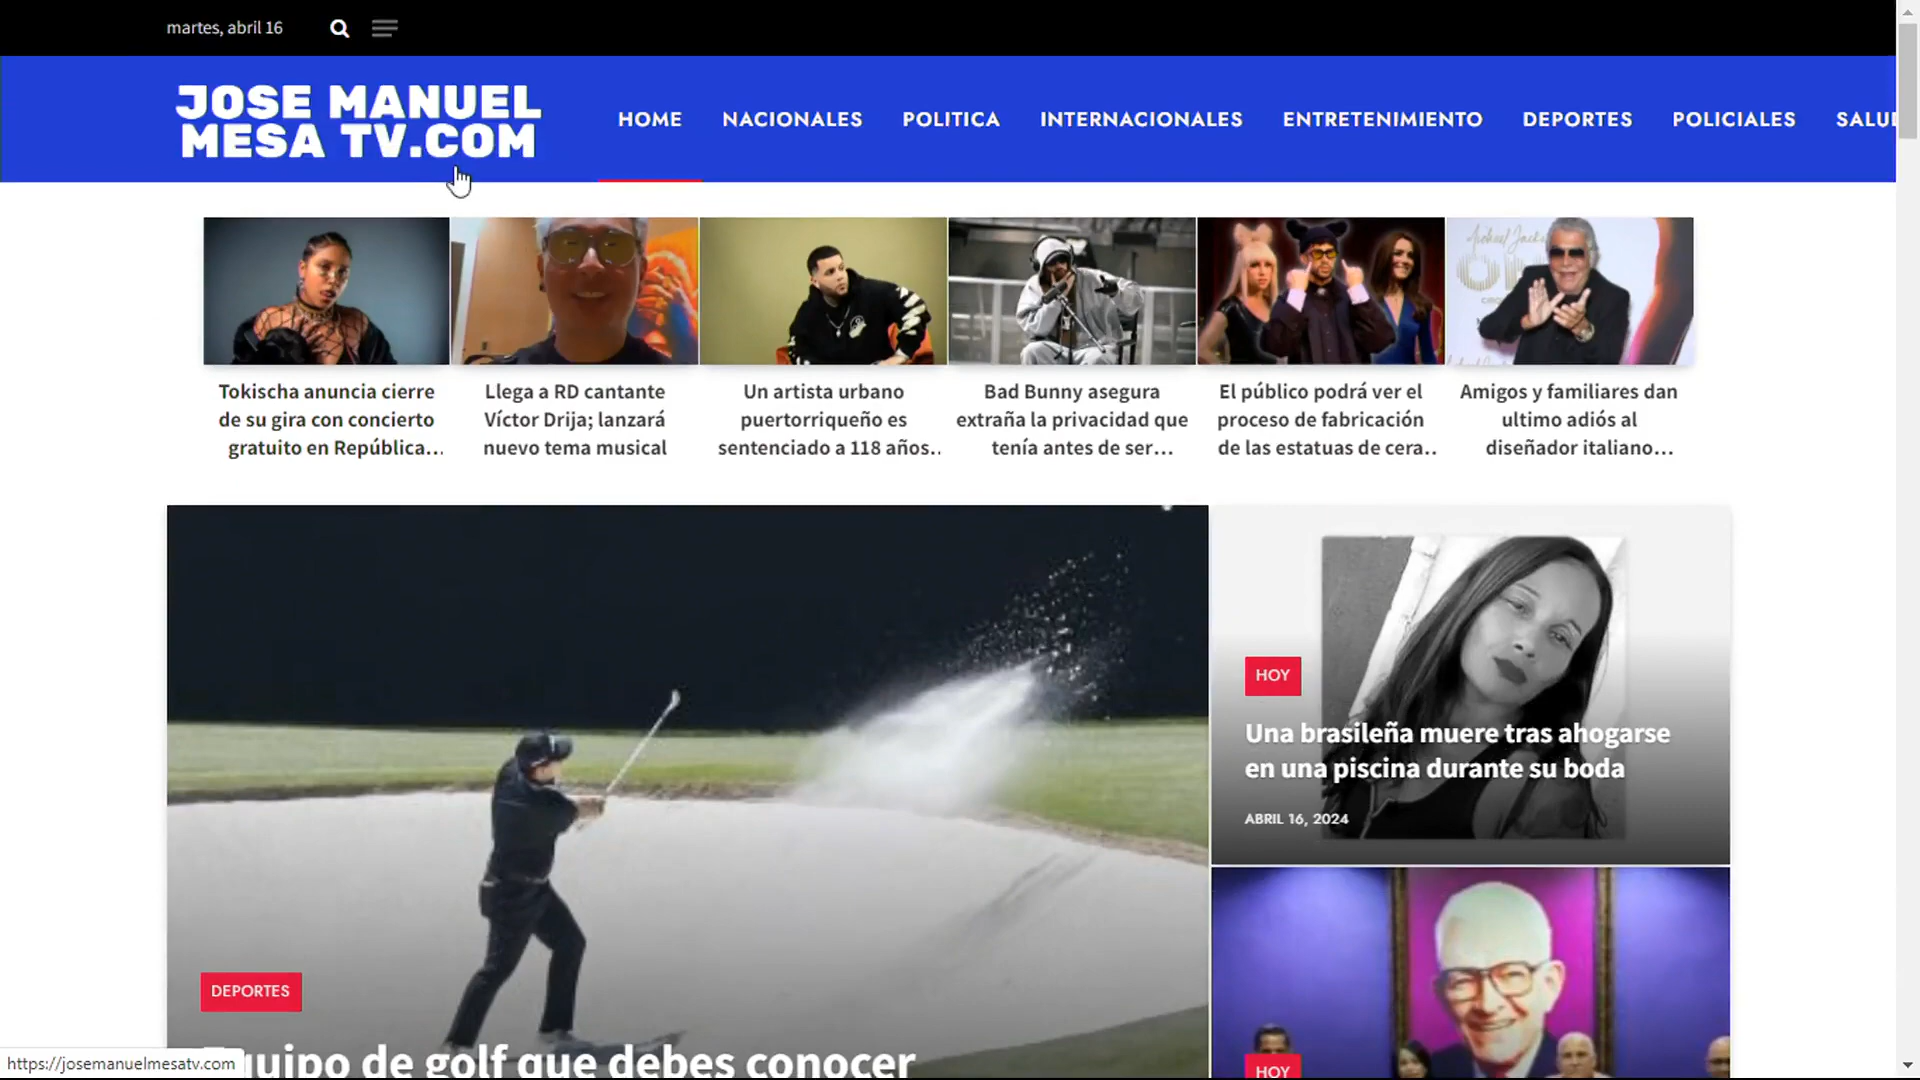 martes, abril 16
JOSE MANUEL
MESA TV.COM
HOME NACIONALES POLITICA INTERNACIONALES ENTRETENIMIENTO DEPORTES POLICIALES SALU
Tokischa anuncia cierre
de su gira con concierto
gratuito en República...
Llega a RD cantante
Víctor Drija; lanzará
nuevo tema musical
Un artista urbano
puertorriqueño es
sentenciado a 118 años..
Bad Bunny asegura
extraña la privacidad que
tenía antes de ser...
El público podrá ver el
proceso de fabricación
de las estatuas de cera..
Amigos y familiares dan
ultimo adiós al
diseñador italiano...
HOY
Una brasileña muere tras ahogarse
en una piscina durante su boda
ABRIL 16, 2024
DEPORTES
quipo de golf que debes conocer
HOY
https://josemanuelmesatv.com